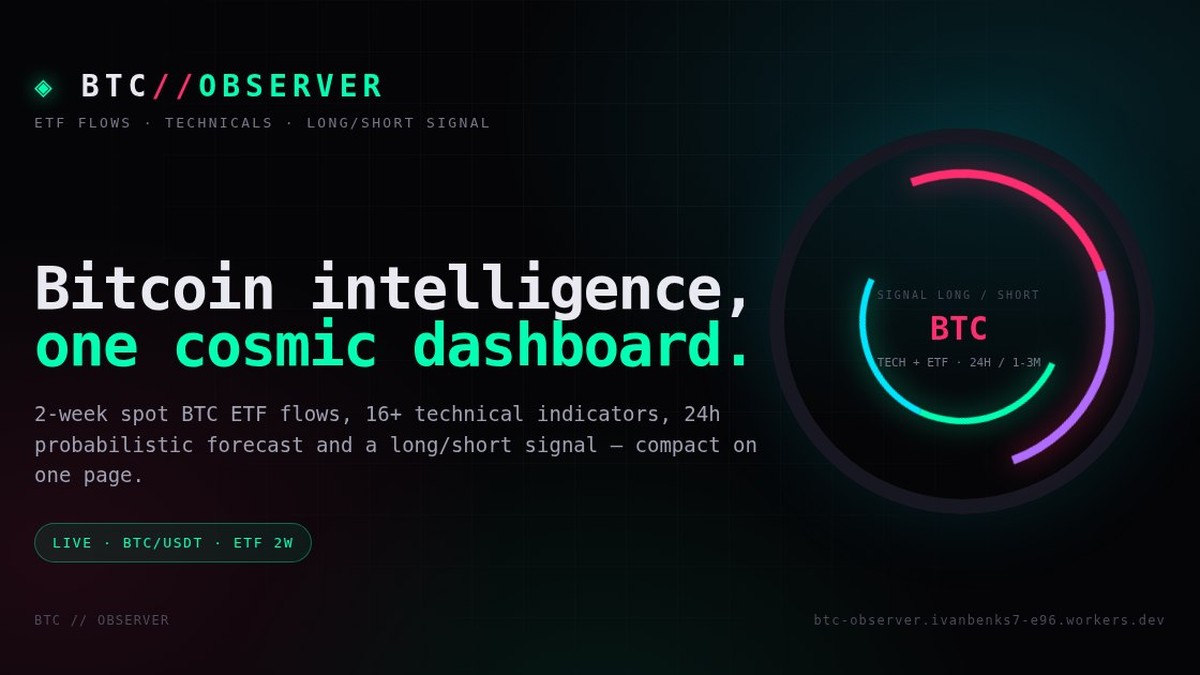 ◈ BTC//OBSERVER
ETF FLOWS · TECHNICALS · LONG/SHORT SIGNAL
Bitcoin intelligence,
one cosmic dashboard.
2-week spot BTC ETF flows, 16+ technical indicators, 24h
probabilistic forecast and a long/short signal — compact on
one page.
LIVE · BTC/USDT · ETF 2W
SIGNAL LONG / SHORT
BTC
TECH + ETF · 24H / 1-3M
BTC // OBSERVER
btc-observer.ivanbenks7-e96.workers.dev